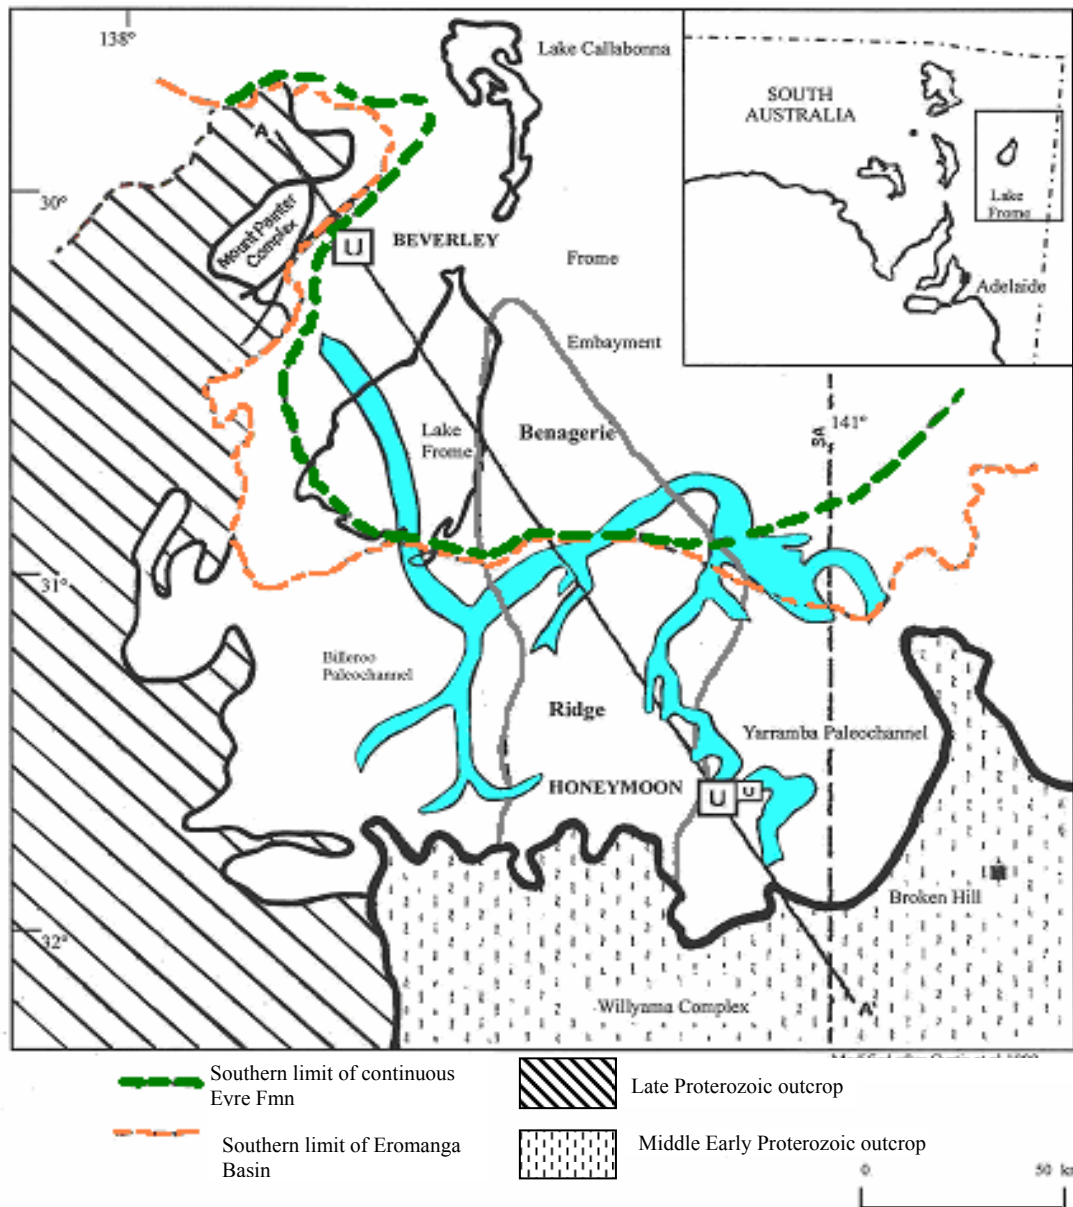 138°
Lake Callabonna
SOUTH
AUSTRALIA
A
30°
Mount Painter
Complex
U
BEVERLEY
Frome
Lake
Frome
Adelaide
Embayment
Lake
Frome
Benagerie
SA
141°
31°
Billeroo
Paleochannel
Ridge
Yarramba Paleochannel
HONEYMOON
U
U
Broken Hill
32°
Willyama Complex
A'
Southern limit of continuous
Evre Fmn
Late Proterozoic outcrop
Southern limit of Eromanga
Basin
Middle Early Proterozoic outcrop
0
50